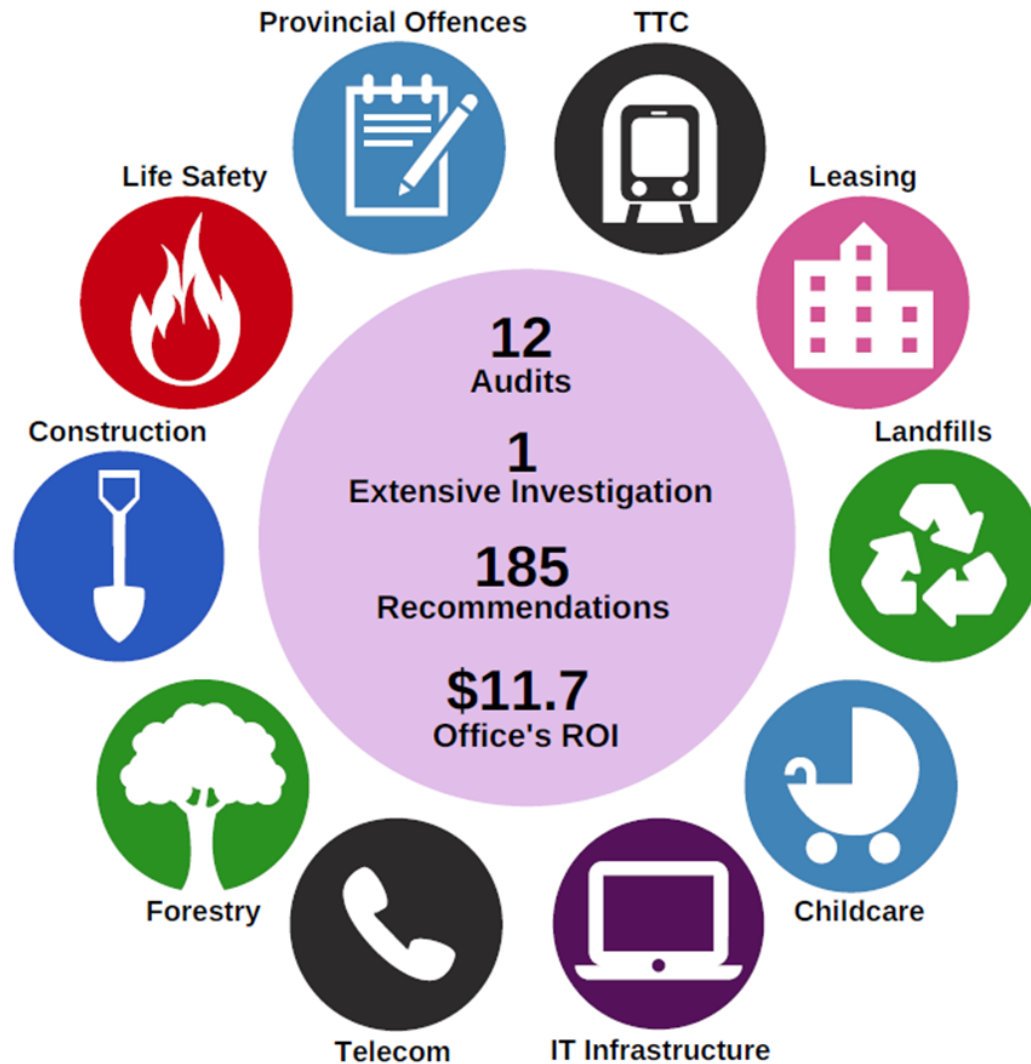 Provincial Offences
TTC
Life Safety
Leasing
12
Audits
Construction
Landfills
1
Extensive Investigation
185
Recommendations
$11.7
Office's ROI
Forestry
Childcare
Telecom
IT Infrastructure